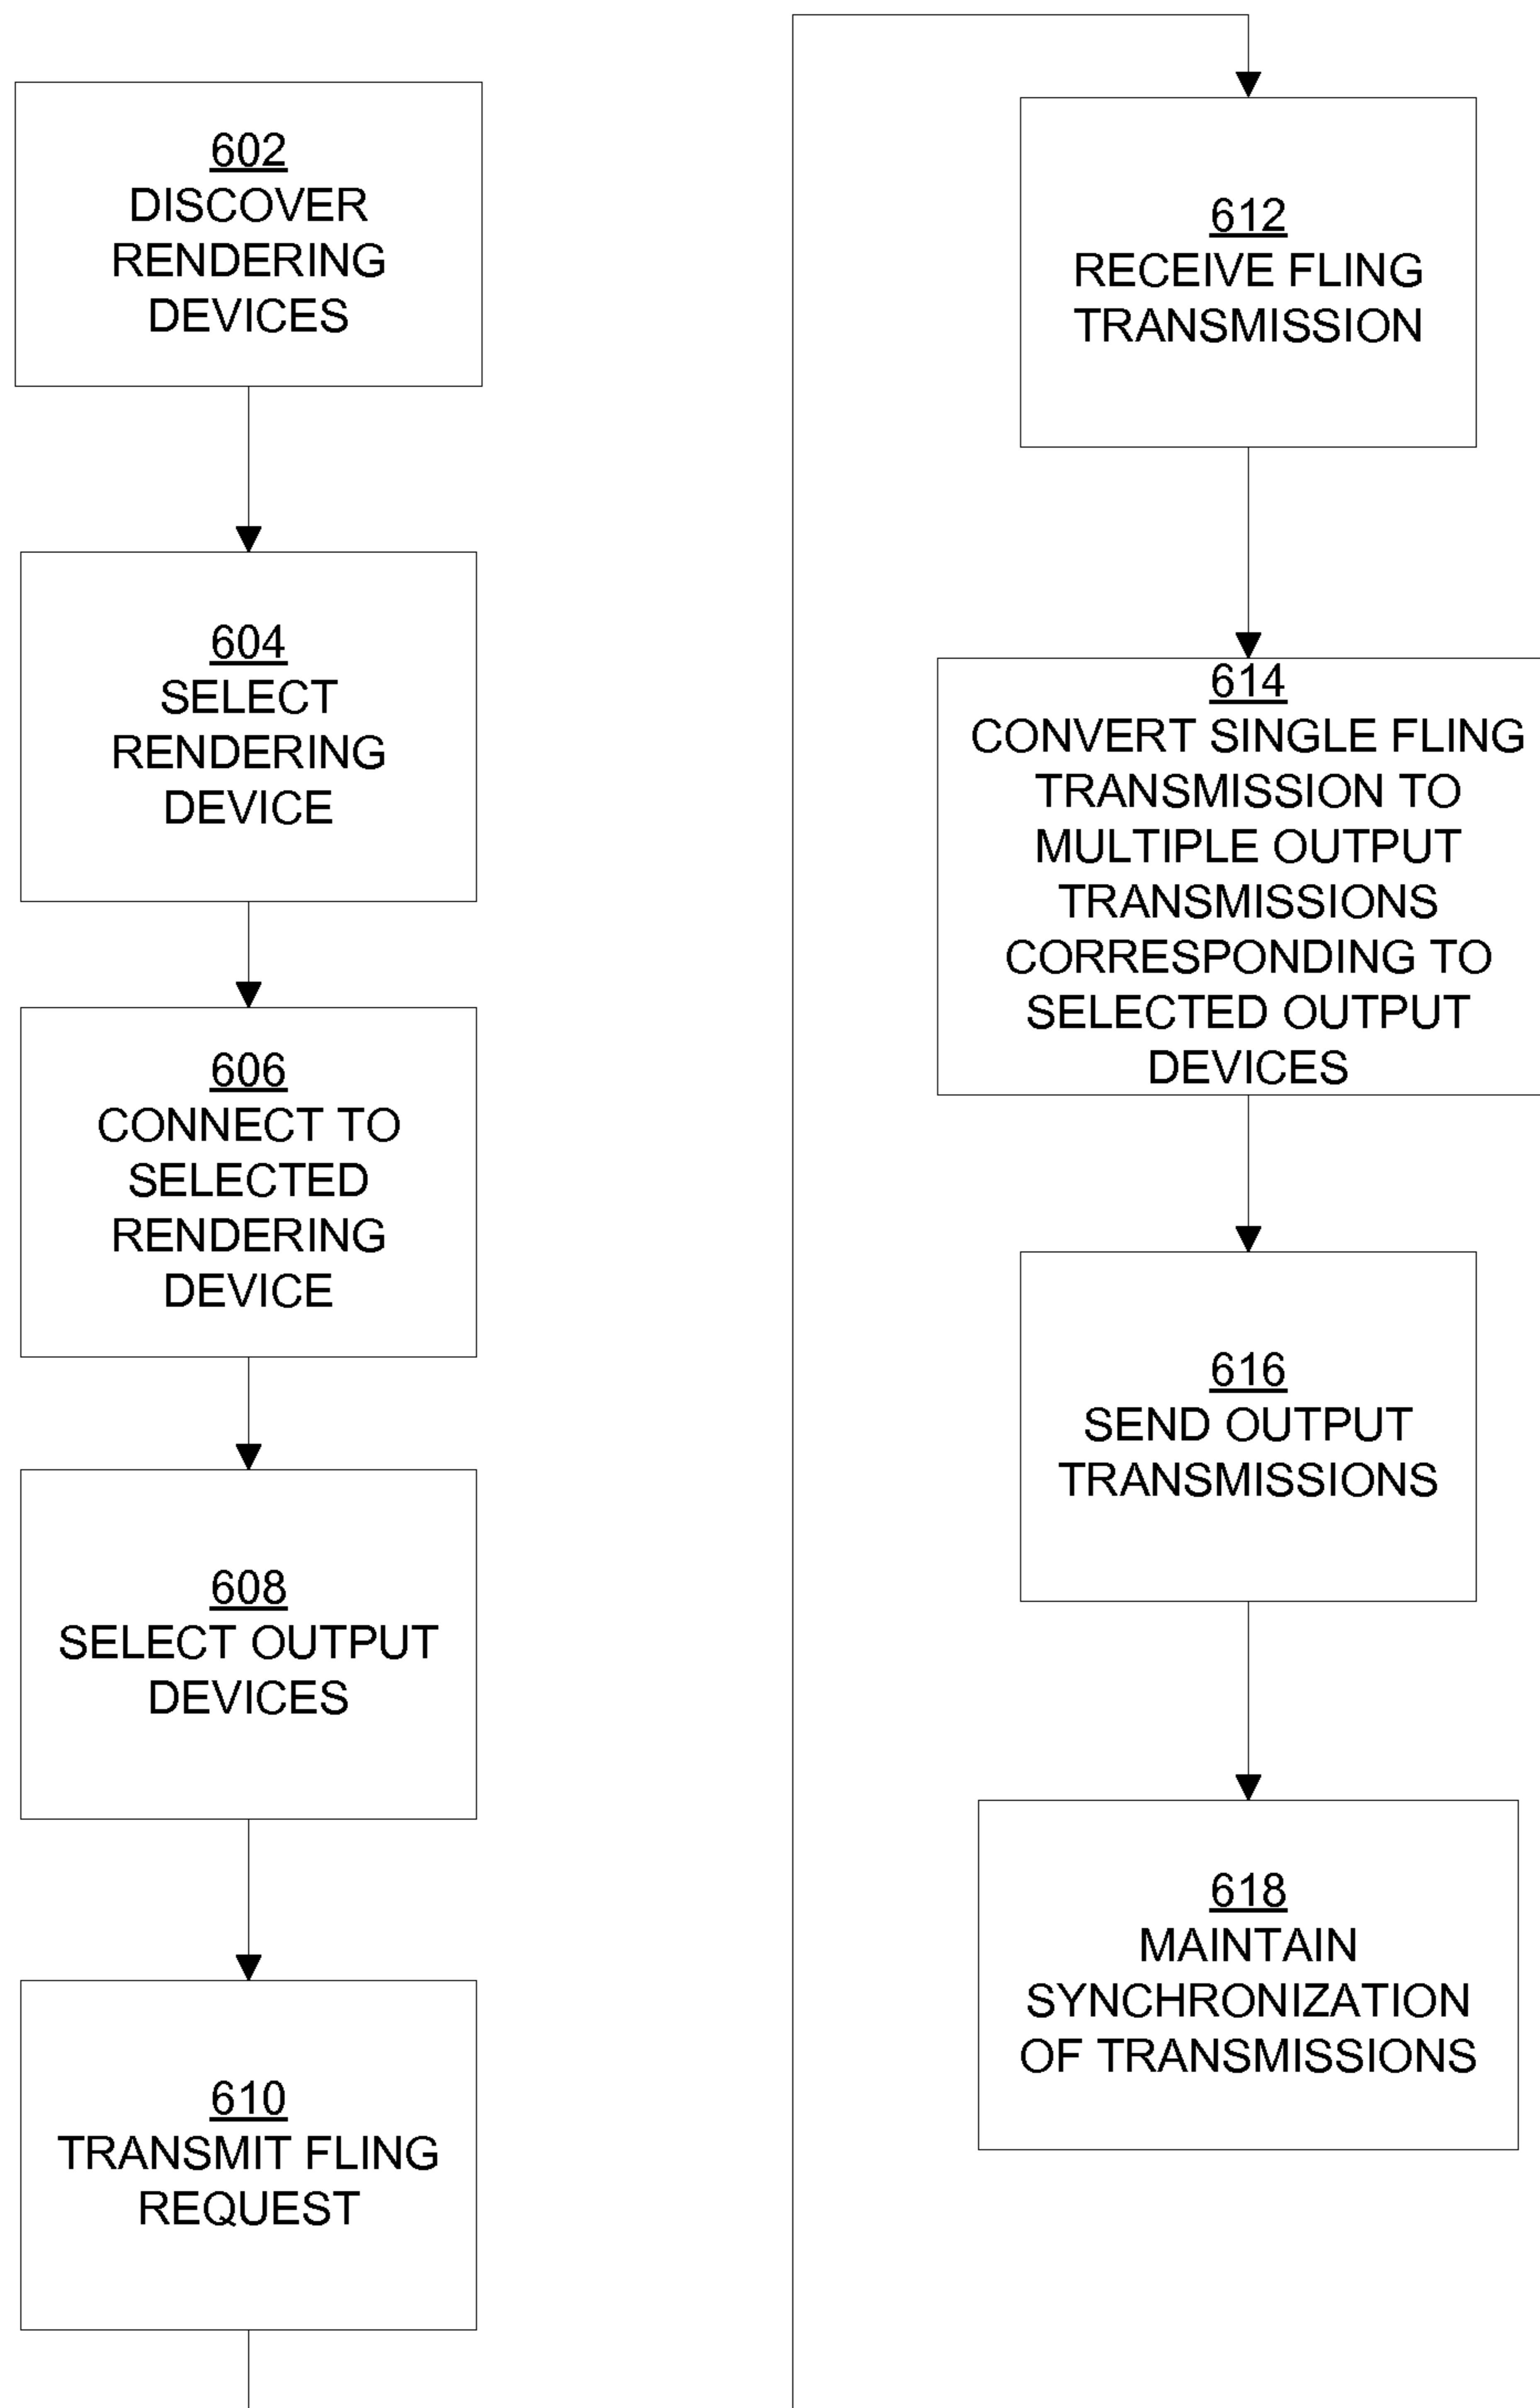 602
DISCOVER
RENDERING
DEVICES
604
SELECT
RENDERING
DEVICE
606
CONNECT TO
SELECTED
RENDERING
DEVICE
608
SELECT OUTPUT
DEVICES
610
TRANSMIT FLING
REQUEST
612
RECEIVE FLING
TRANSMISSION
614
CONVERT SINGLE FLING
TRANSMISSION TO
MULTIPLE OUTPUT
TRANSMISSIONS
CORRESPONDING TO
SELECTED OUTPUT
DEVICES
616
SEND OUTPUT
TRANSMISSIONS
618
MAINTAIN
SYNCHRONIZATION
OF TRANSMISSIONS